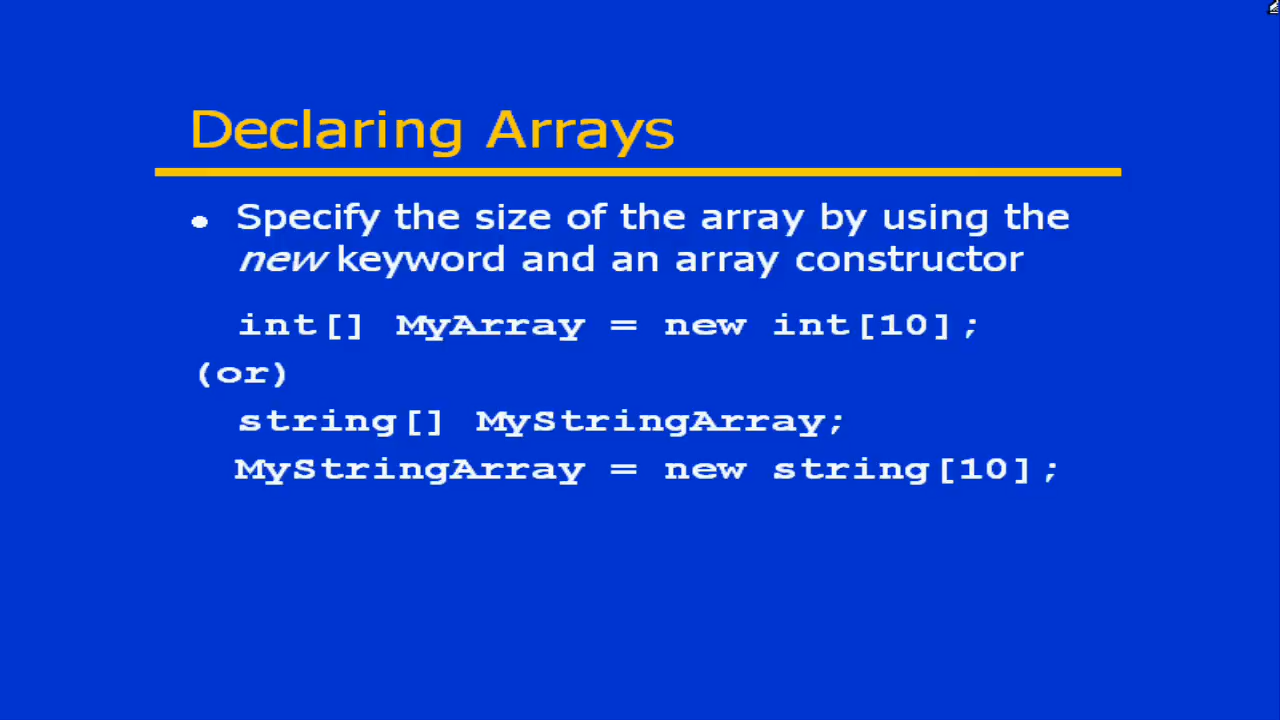 Declaring Arrays
• Specify the size of the array by using the
new keyword and an array constructor
int[] MyArray = new int[10];
(or)
string[] MyStringArray;
MyStringArray = new string[10];